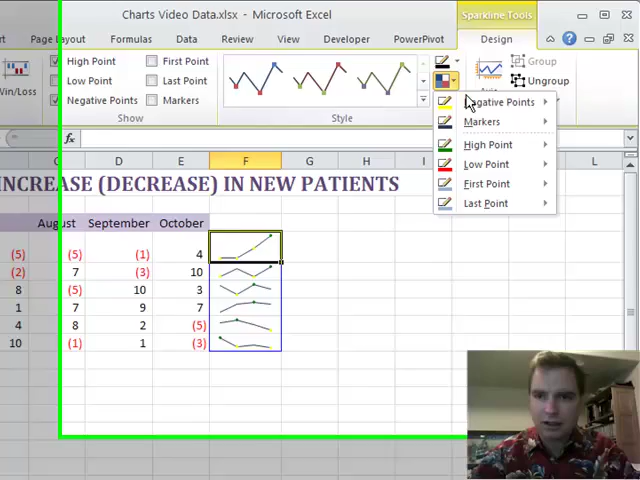 Charts Video Data.xlsx - Microsoft Excel
Sparkline Tools
Page Layout Formulas Data Review View Developer PowerPivot Design
Win/Loss
High Point First Point
Low Point Last Point
Negative Points Markers
Show
Style
Group
Ungroup
Negative Points
Markers
High Point
Low Point
First Point
Last Point
fx
C D E F G H L
INCREASE (DECREASE) IN NEW PATIENTS
August September October
(5) (5) (1) 4
(2) 7 (3) 10
8 (5) 10 3
1 7 9 7
4 8 2 (5)
10 (1) 1 (3)